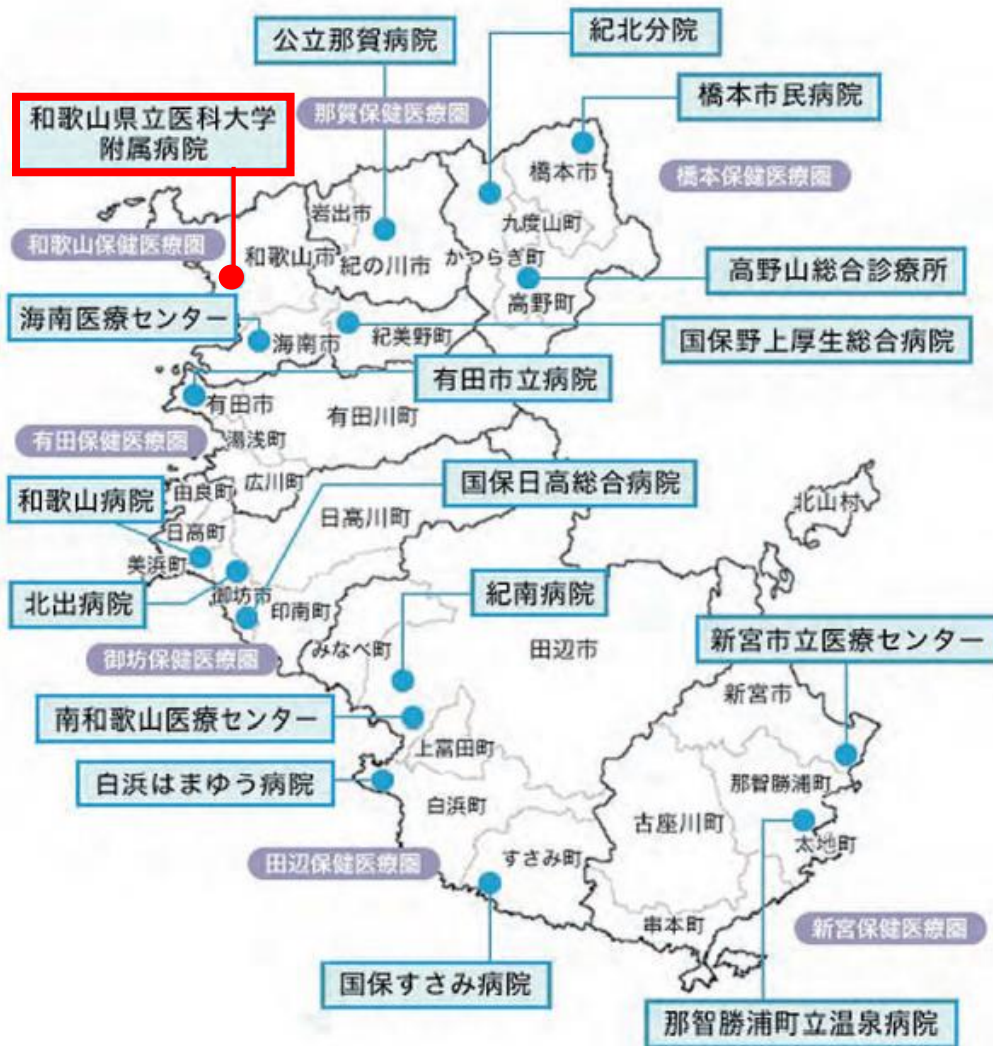 公立那賀病院
紀北分院
和歌山県立医科大学
附属病院
那賀保健医療圏
橋本市民病院
橋本市
橋本保健医療圏
岩出市
九度山町
和歌山保健医療圏
和歌山市
紀の川市
かつらぎ町
高野山総合診療所
高野町
海南医療センター
海南市
紀美野町
国保野上厚生総合病院
有田市立病院
有田市
有田川町
有田保健医療圏
湯浅町
国保日高総合病院
広川町
和歌山病院
由良町
日高川町
北山村
日高町
美浜町
北出病院
御坊市
印南町
紀南病院
みなべ町
田辺市
新宮市立医療センター
御坊保健医療圏
新宮市
南和歌山医療センター
上富田町
白浜はまゆう病院
白浜町
那智勝浦町
古座川町
太地町
田辺保健医療圏
すさみ町
串本町
新宮保健医療圏
国保すさみ病院
那智勝浦町立温泉病院